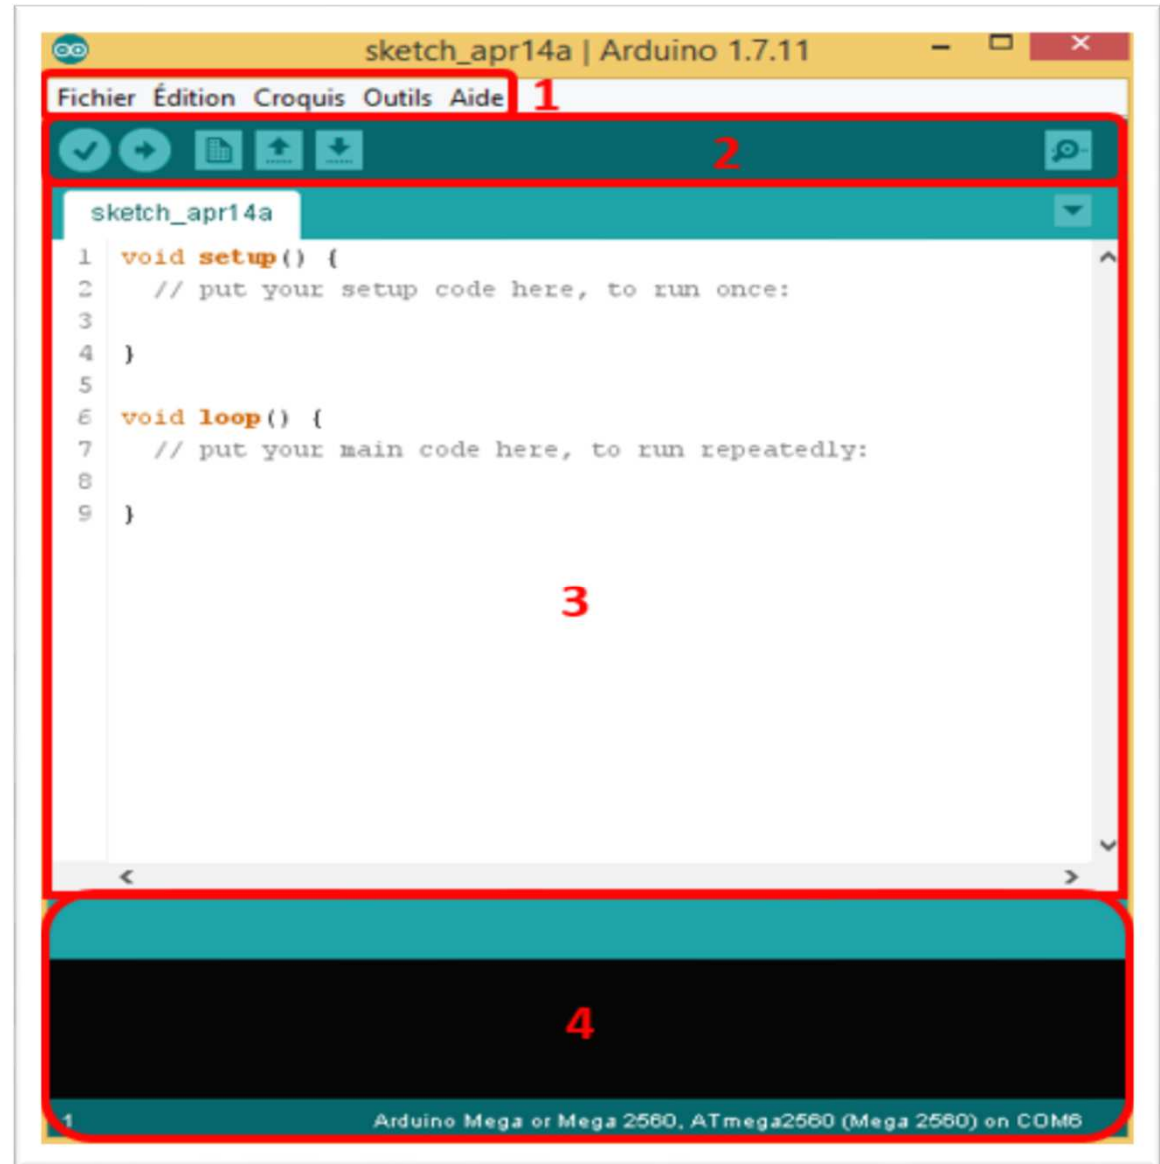 sketch_apr14a | Arduino 1.7.11
Fichier Édition Croquis Outils Aide 1
2
sketch_apr14a
1 void setup() {
2 // put your setup code here, to run once:
3
4 }
5
6 void loop() {
7 // put your main code here, to run repeatedly:
8
9 }
3
4
1 Arduino Mega or Mega 2560, ATmega2560 (Mega 2560) on COM6